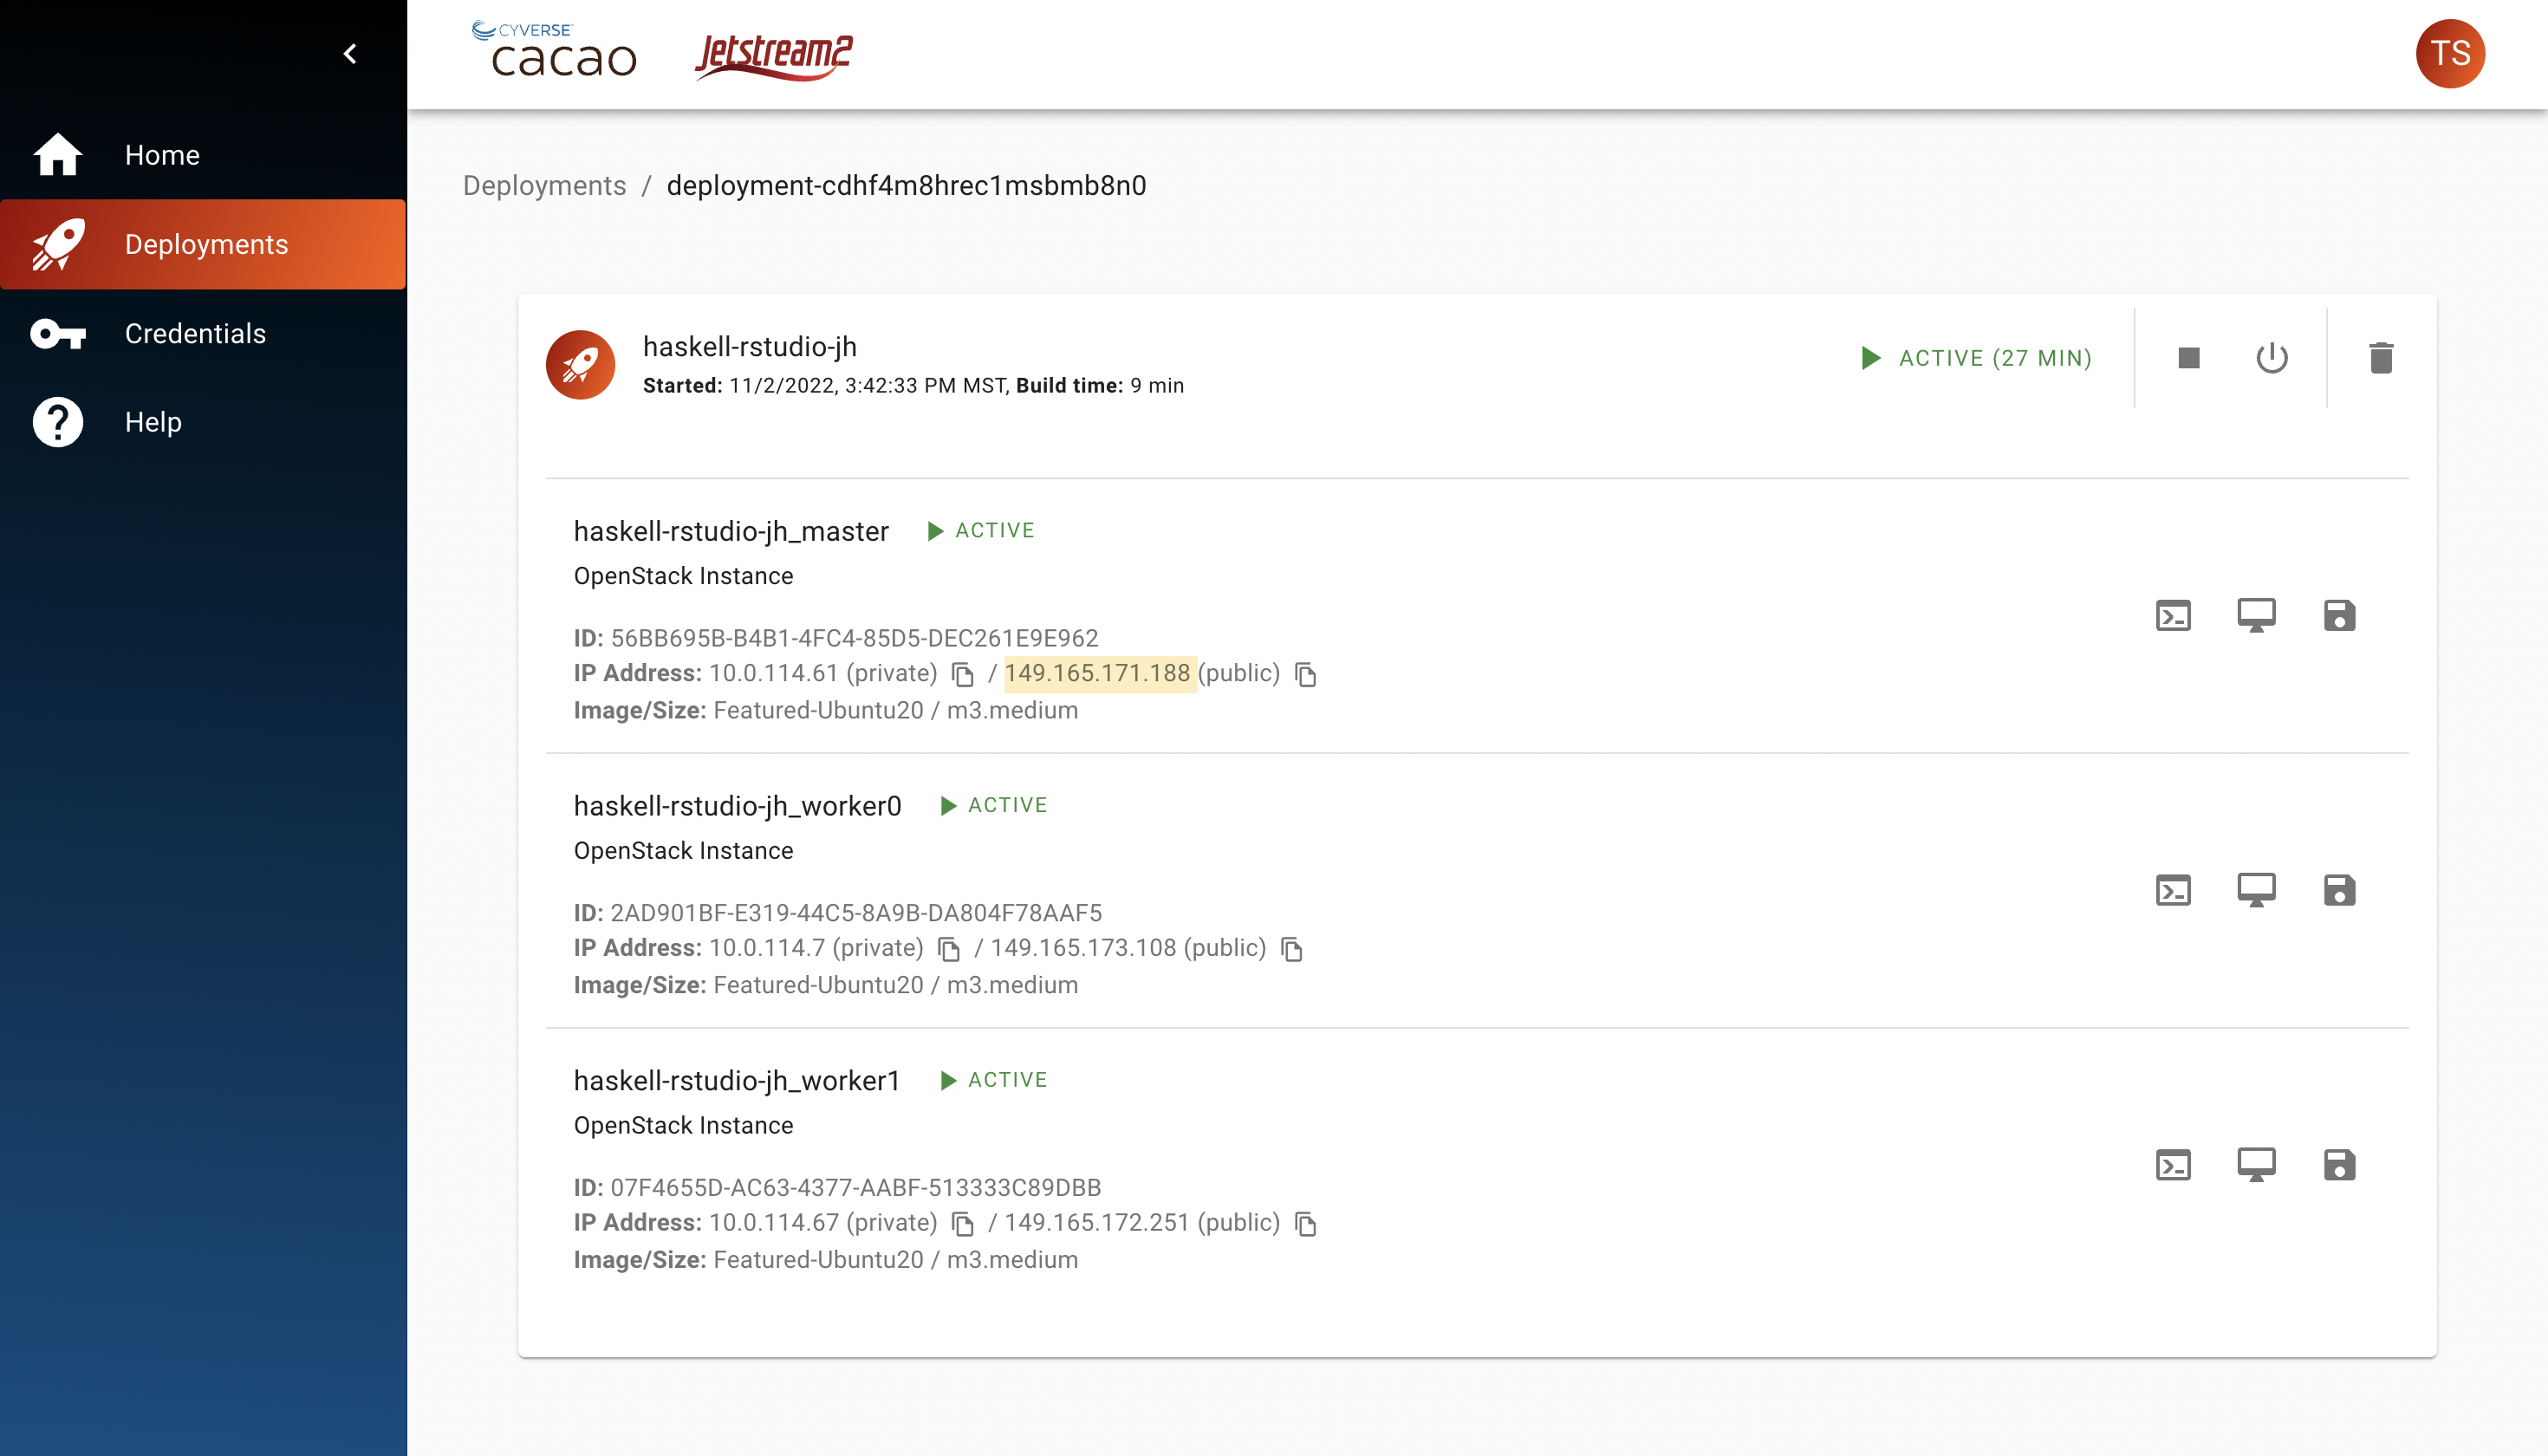 CYVERSE
cacao
Jetstream2
TS
Home
Deployments
Credentials
Help
Deployments / deployment-cdhf4m8hrec1msbmb8n0
haskell-rstudio-jh
Started: 11/2/2022, 3:42:33 PM MST, Build time: 9 min
ACTIVE (27 MIN)
haskell-rstudio-jh_master ACTIVE
OpenStack Instance
ID: 56BB695B-B4B1-4FC4-85D5-DEC261E9E962
IP Address: 10.0.114.61 (private) / 149.165.171.188 (public)
Image/Size: Featured-Ubuntu20 / m3.medium
haskell-rstudio-jh_worker0 ACTIVE
OpenStack Instance
ID: 2AD901BF-E319-44C5-8A9B-DA804F78AAF5
IP Address: 10.0.114.7 (private) / 149.165.173.108 (public)
Image/Size: Featured-Ubuntu20 / m3.medium
haskell-rstudio-jh_worker1 ACTIVE
OpenStack Instance
ID: 07F4655D-AC63-4377-AABF-513333C89DBB
IP Address: 10.0.114.67 (private) / 149.165.172.251 (public)
Image/Size: Featured-Ubuntu20 / m3.medium